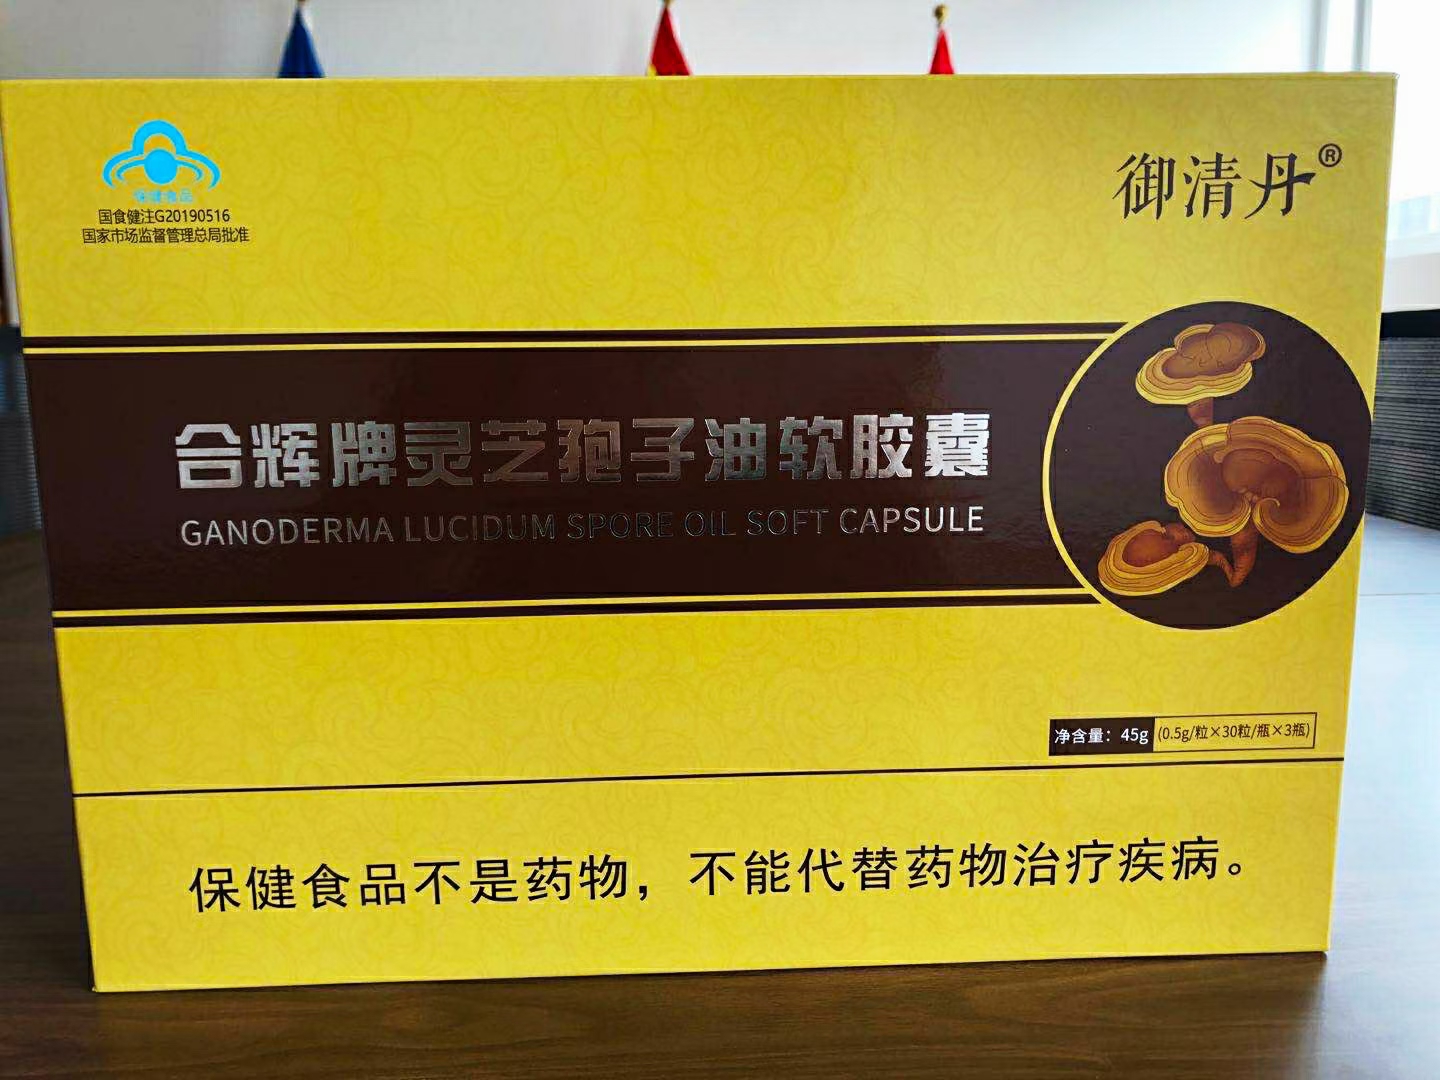 保健食品
国食健注G20190516
国家市场监督管理总局批准
御清丹®
合辉牌灵芝孢子油软胶囊
GANODERMA LUCIDUM SPORE OIL SOFT CAPSULE
净含量：45g (0.5g/粒×30粒/瓶×3瓶)
保健食品不是药物，不能代替药物治疗疾病。